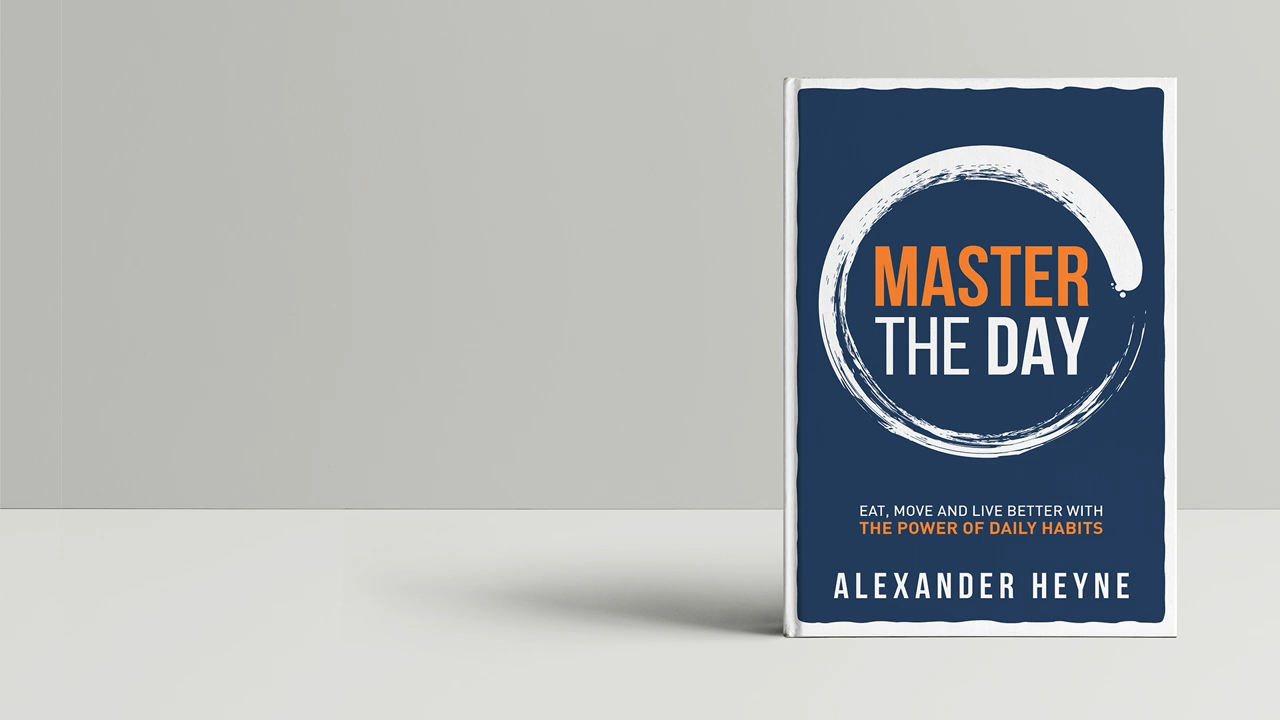 MASTER
THE DAY
EAT, MOVE AND LIVE BETTER WITH
THE POWER OF DAILY HABITS
ALEXANDER HEYNE